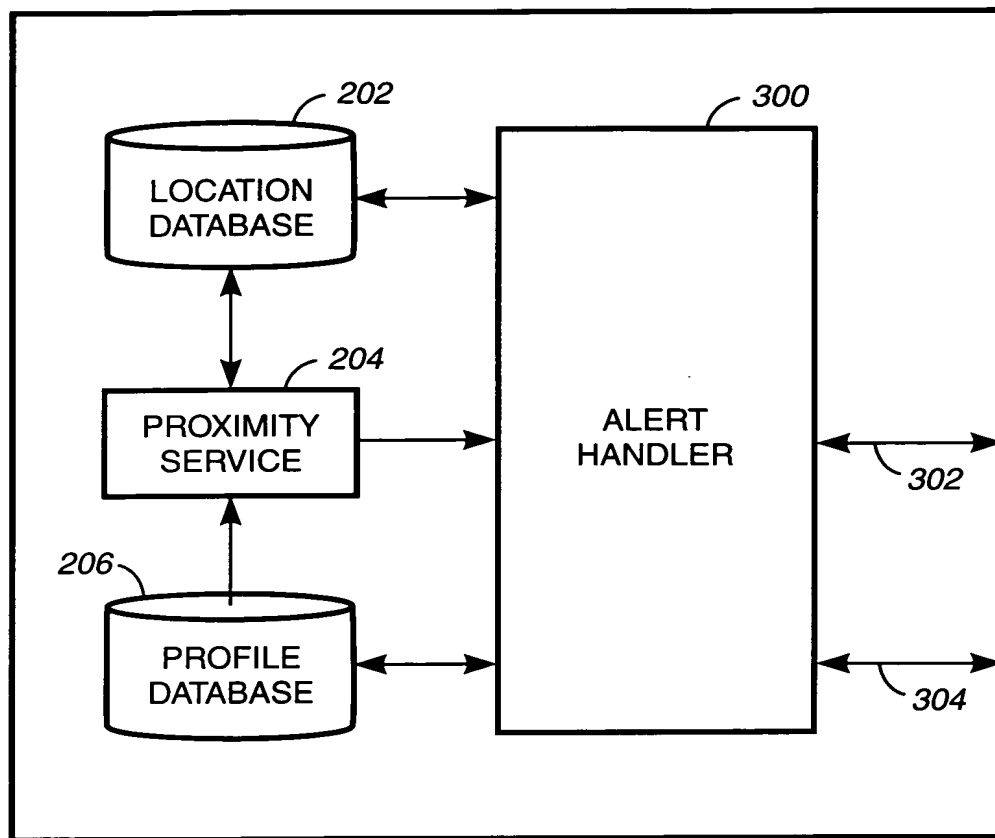 202
300
LOCATION
DATABASE
204
PROXIMITY
SERVICE
ALERT
HANDLER
302
206
PROFILE
DATABASE
304